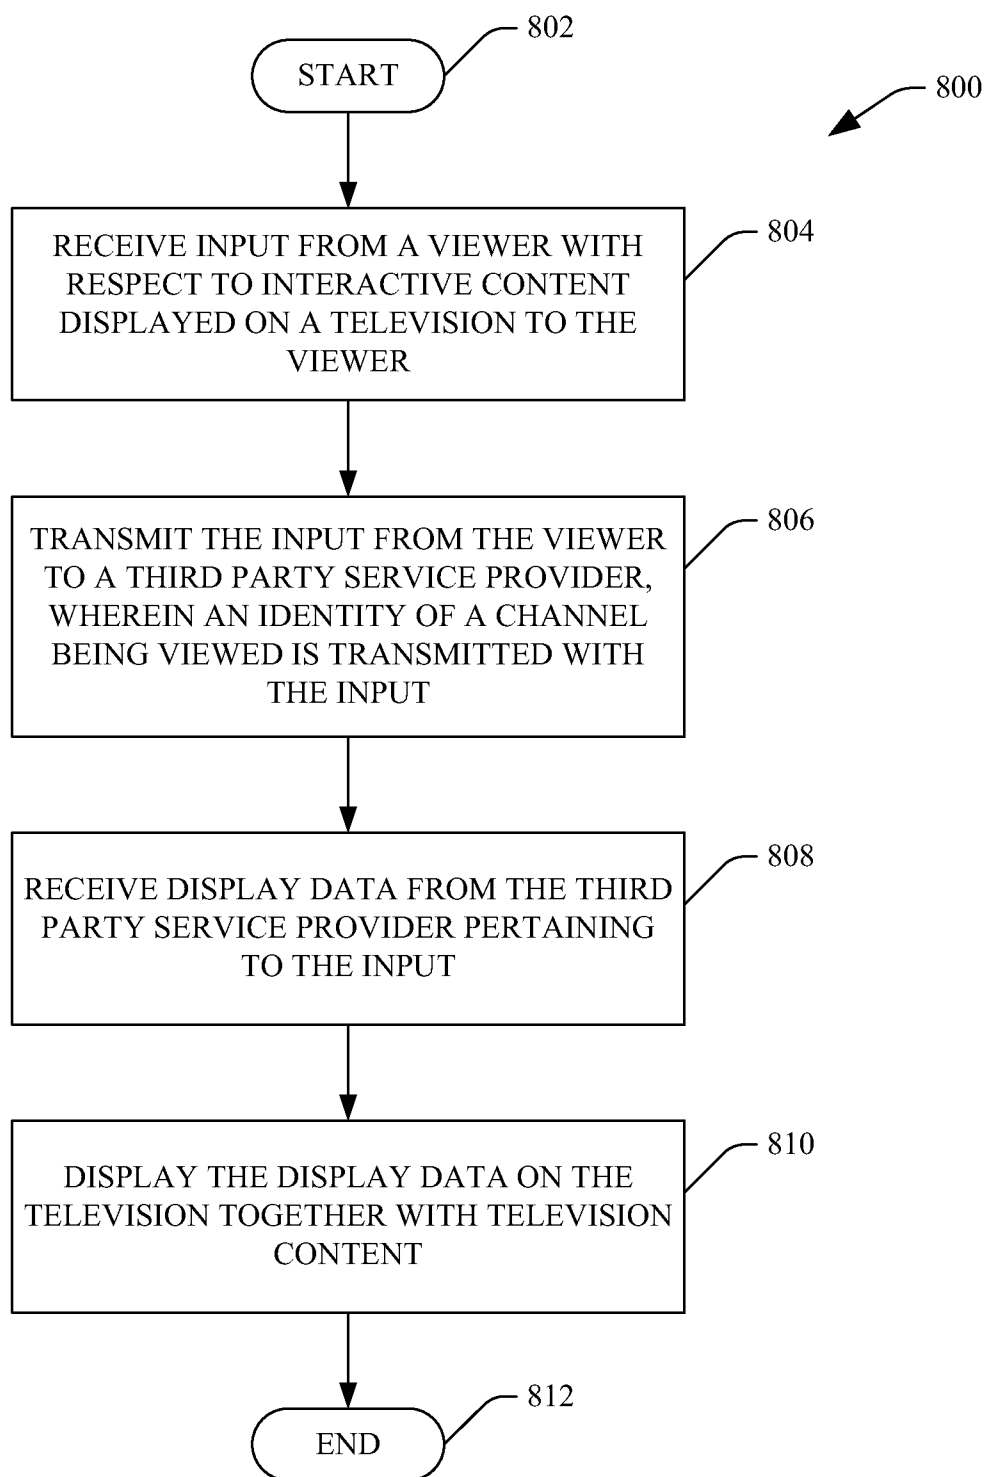 802
START
800
804
RECEIVE INPUT FROM A VIEWER WITH
RESPECT TO INTERACTIVE CONTENT
DISPLAYED ON A TELEVISION TO THE
VIEWER
806
TRANSMIT THE INPUT FROM THE VIEWER
TO A THIRD PARTY SERVICE PROVIDER,
WHEREIN AN IDENTITY OF A CHANNEL
BEING VIEWED IS TRANSMITTED WITH
THE INPUT
808
RECEIVE DISPLAY DATA FROM THE THIRD
PARTY SERVICE PROVIDER PERTAINING
TO THE INPUT
810
DISPLAY THE DISPLAY DATA ON THE
TELEVISION TOGETHER WITH TELEVISION
CONTENT
812
END